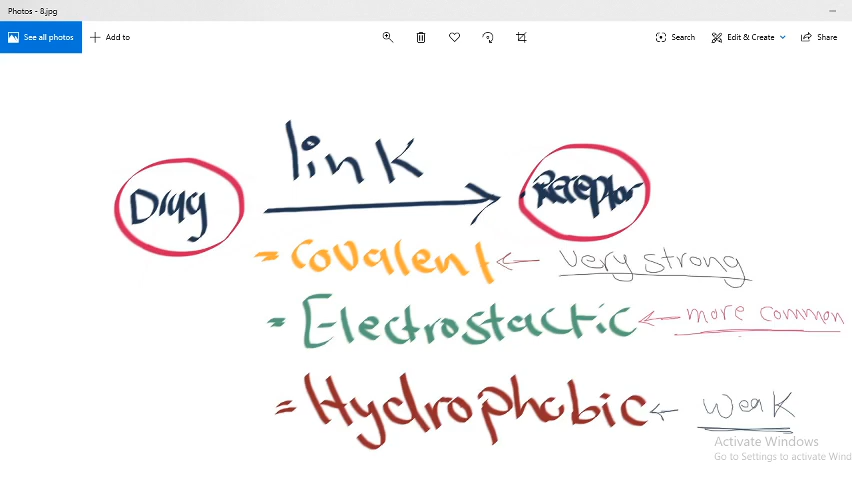 Photos - 8.jpg
See all photos
Add to
Search
Edit & Create
Share
link
Drug
Receptor
= Covalent ← very strong
= Electrostactic ← more common
= Hydrophobic ← weak
Activate Windows
Go to Settings to activate Wind